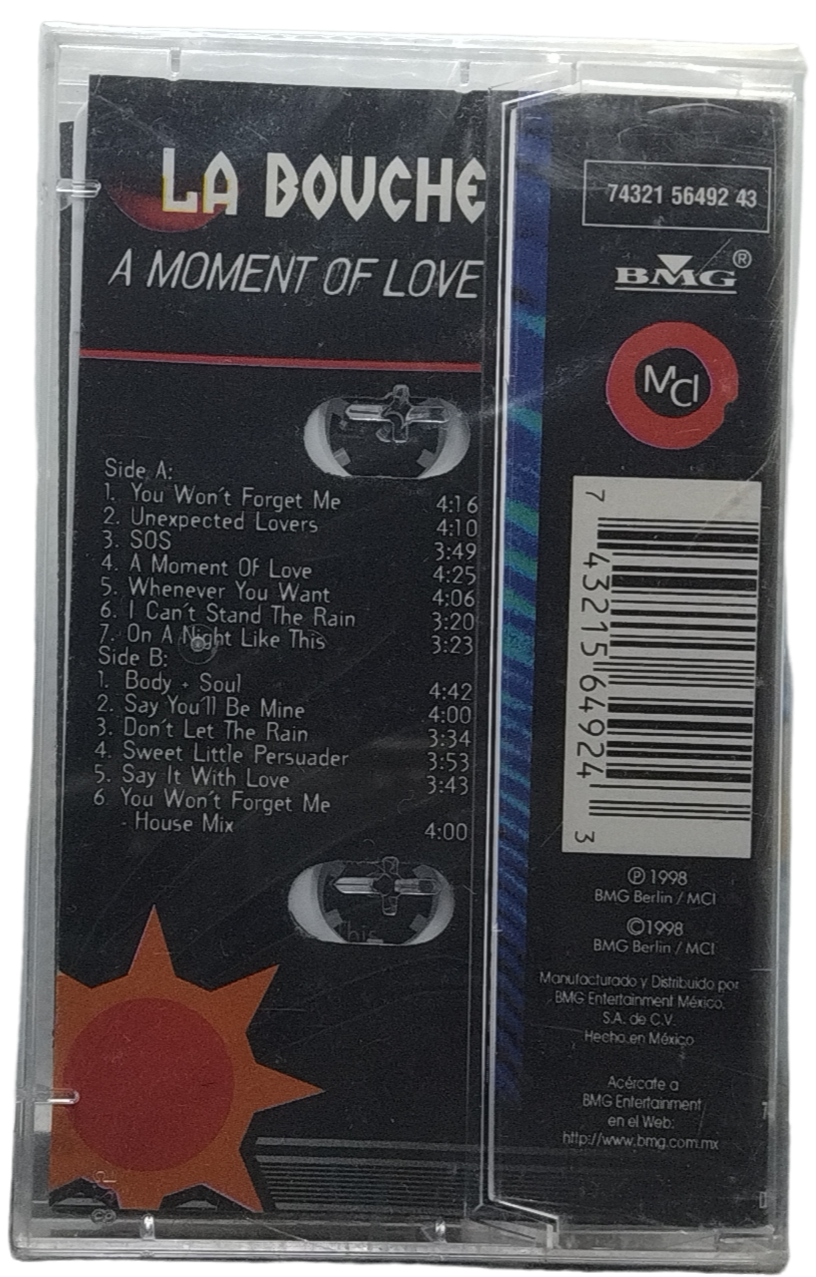 LA BOUCHE
A MOMENT OF LOVE
Side A:
1. You Won't Forget Me 4:16
2. Unexpected Lovers 4:10
3. SOS 3:49
4. A Moment Of Love 4:25
5. Whenever You Want 4:06
6. I Can't Stand The Rain 3:20
7. On A Night Like This 3:23
Side B:
1. Body + Soul 4:42
2. Say You'll Be Mine 4:00
3. Don't Let The Rain 3:34
4. Sweet Little Persuader 3:53
5. Say It With Love 3:43
6 You Won't Forget Me
- House Mix 4:00
This
74321 56492 43
BMG®
MCI
7 43215 64924 3
℗ 1998
BMG Berlin / MCI
©1998
BMG Berlin / MCI
Manufacturado y Distribuido por
BMG Entertainment México,
S.A. de C.V.
Hecho en México
Acércate a
BMG Entertainment
en el Web:
http://www.bmg.com.mx